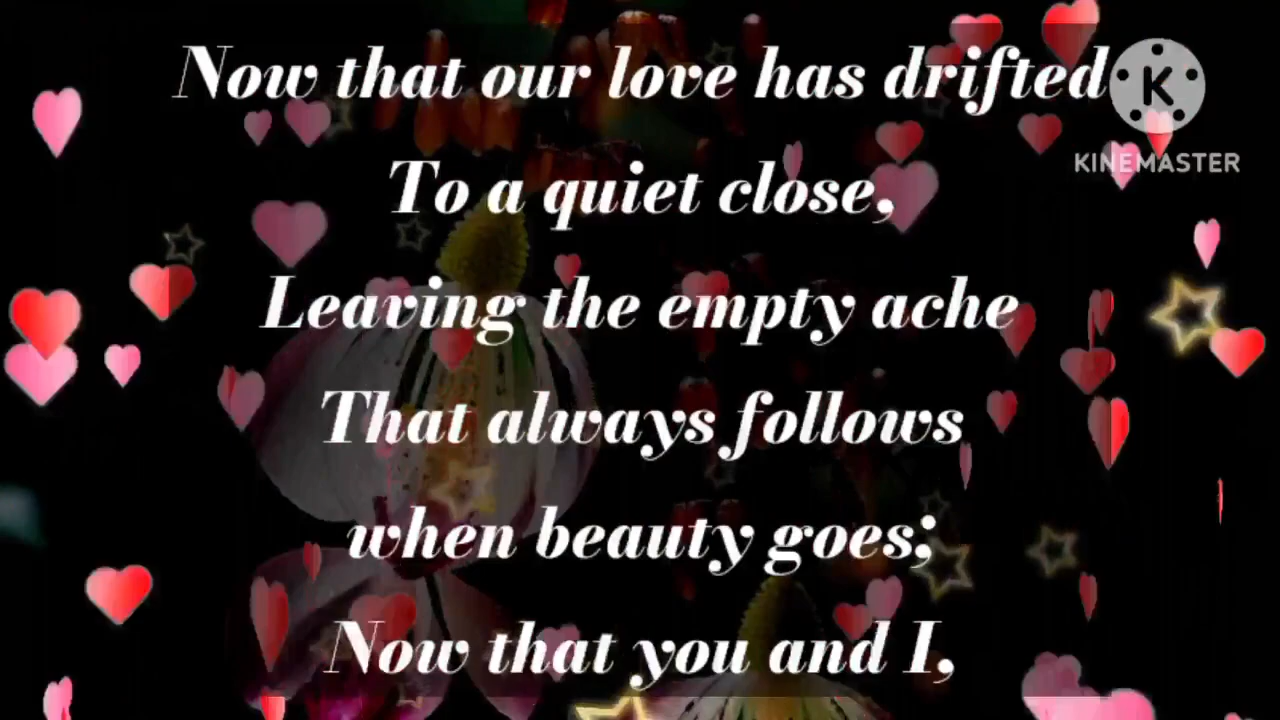 Now that our love has drifted
To a quiet close,
Leaving the empty ache
That always follows
when beauty goes;
Now that you and I,
K
KINEMASTER